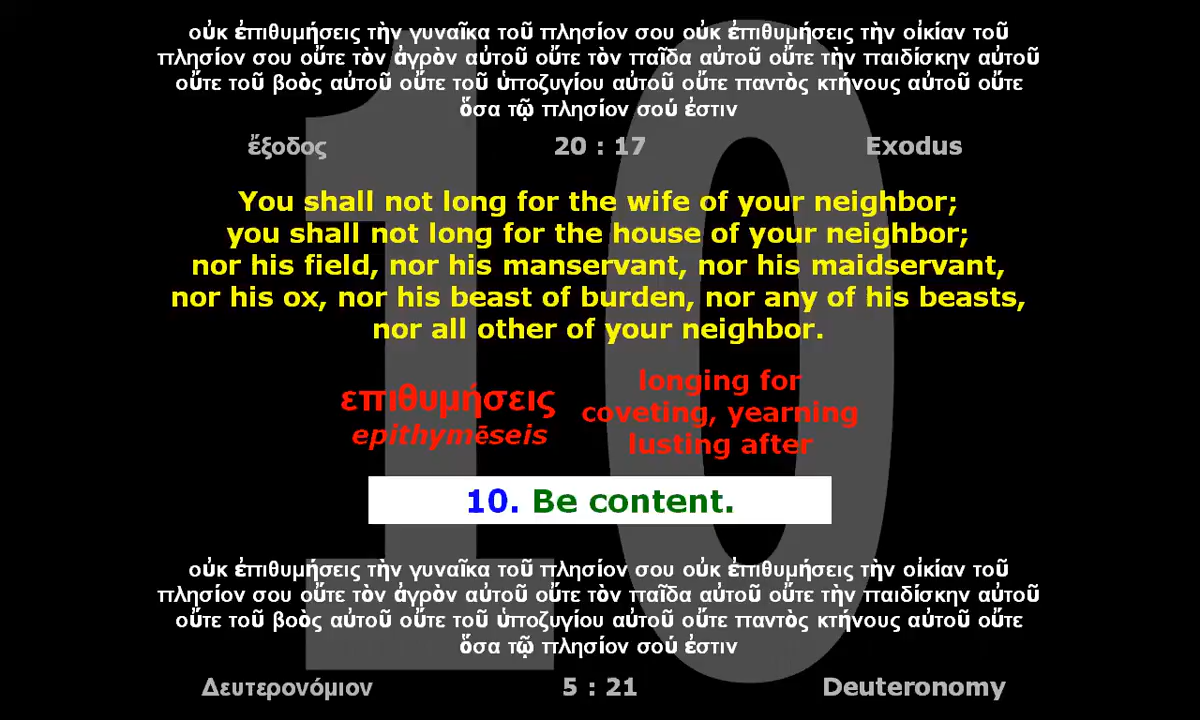 οὐκ ἐπιθυμήσεις τὴν γυναῖκα τοῦ πλησίον σου οὐκ ἐπιθυμήσεις τὴν οἰκίαν τοῦ
πλησίον σου οὔτε τὸν ἀγρὸν αὐτοῦ οὔτε τὸν παῖδα αὐτοῦ οὔτε τὴν παιδίσκην αὐτοῦ
οὔτε τοῦ βοὸς αὐτοῦ οὔτε τοῦ ὑποζυγίου αὐτοῦ οὔτε παντὸς κτήνους αὐτοῦ οὔτε
ὅσα τῷ πλησίον σού ἐστιν
ἔξοδος 20 : 17 Exodus
You shall not long for the wife of your neighbor;
you shall not long for the house of your neighbor;
nor his field, nor his manservant, nor his maidservant,
nor his ox, nor his beast of burden, nor any of his beasts,
nor all other of your neighbor.
επιθυμήσεις
epithymēseis
longing for
coveting, yearning
lusting after
10. Be content.
οὐκ ἐπιθυμήσεις τὴν γυναῖκα τοῦ πλησίον σου οὐκ ἐπιθυμήσεις τὴν οἰκίαν τοῦ
πλησίον σου οὔτε τὸν ἀγρὸν αὐτοῦ οὔτε τὸν παῖδα αὐτοῦ οὔτε τὴν παιδίσκην αὐτοῦ
οὔτε τοῦ βοὸς αὐτοῦ οὔτε τοῦ ὑποζυγίου αὐτοῦ οὔτε παντὸς κτήνους αὐτοῦ οὔτε
ὅσα τῷ πλησίον σού ἐστιν
Δευτερονόμιον 5 : 21 Deuteronomy
10